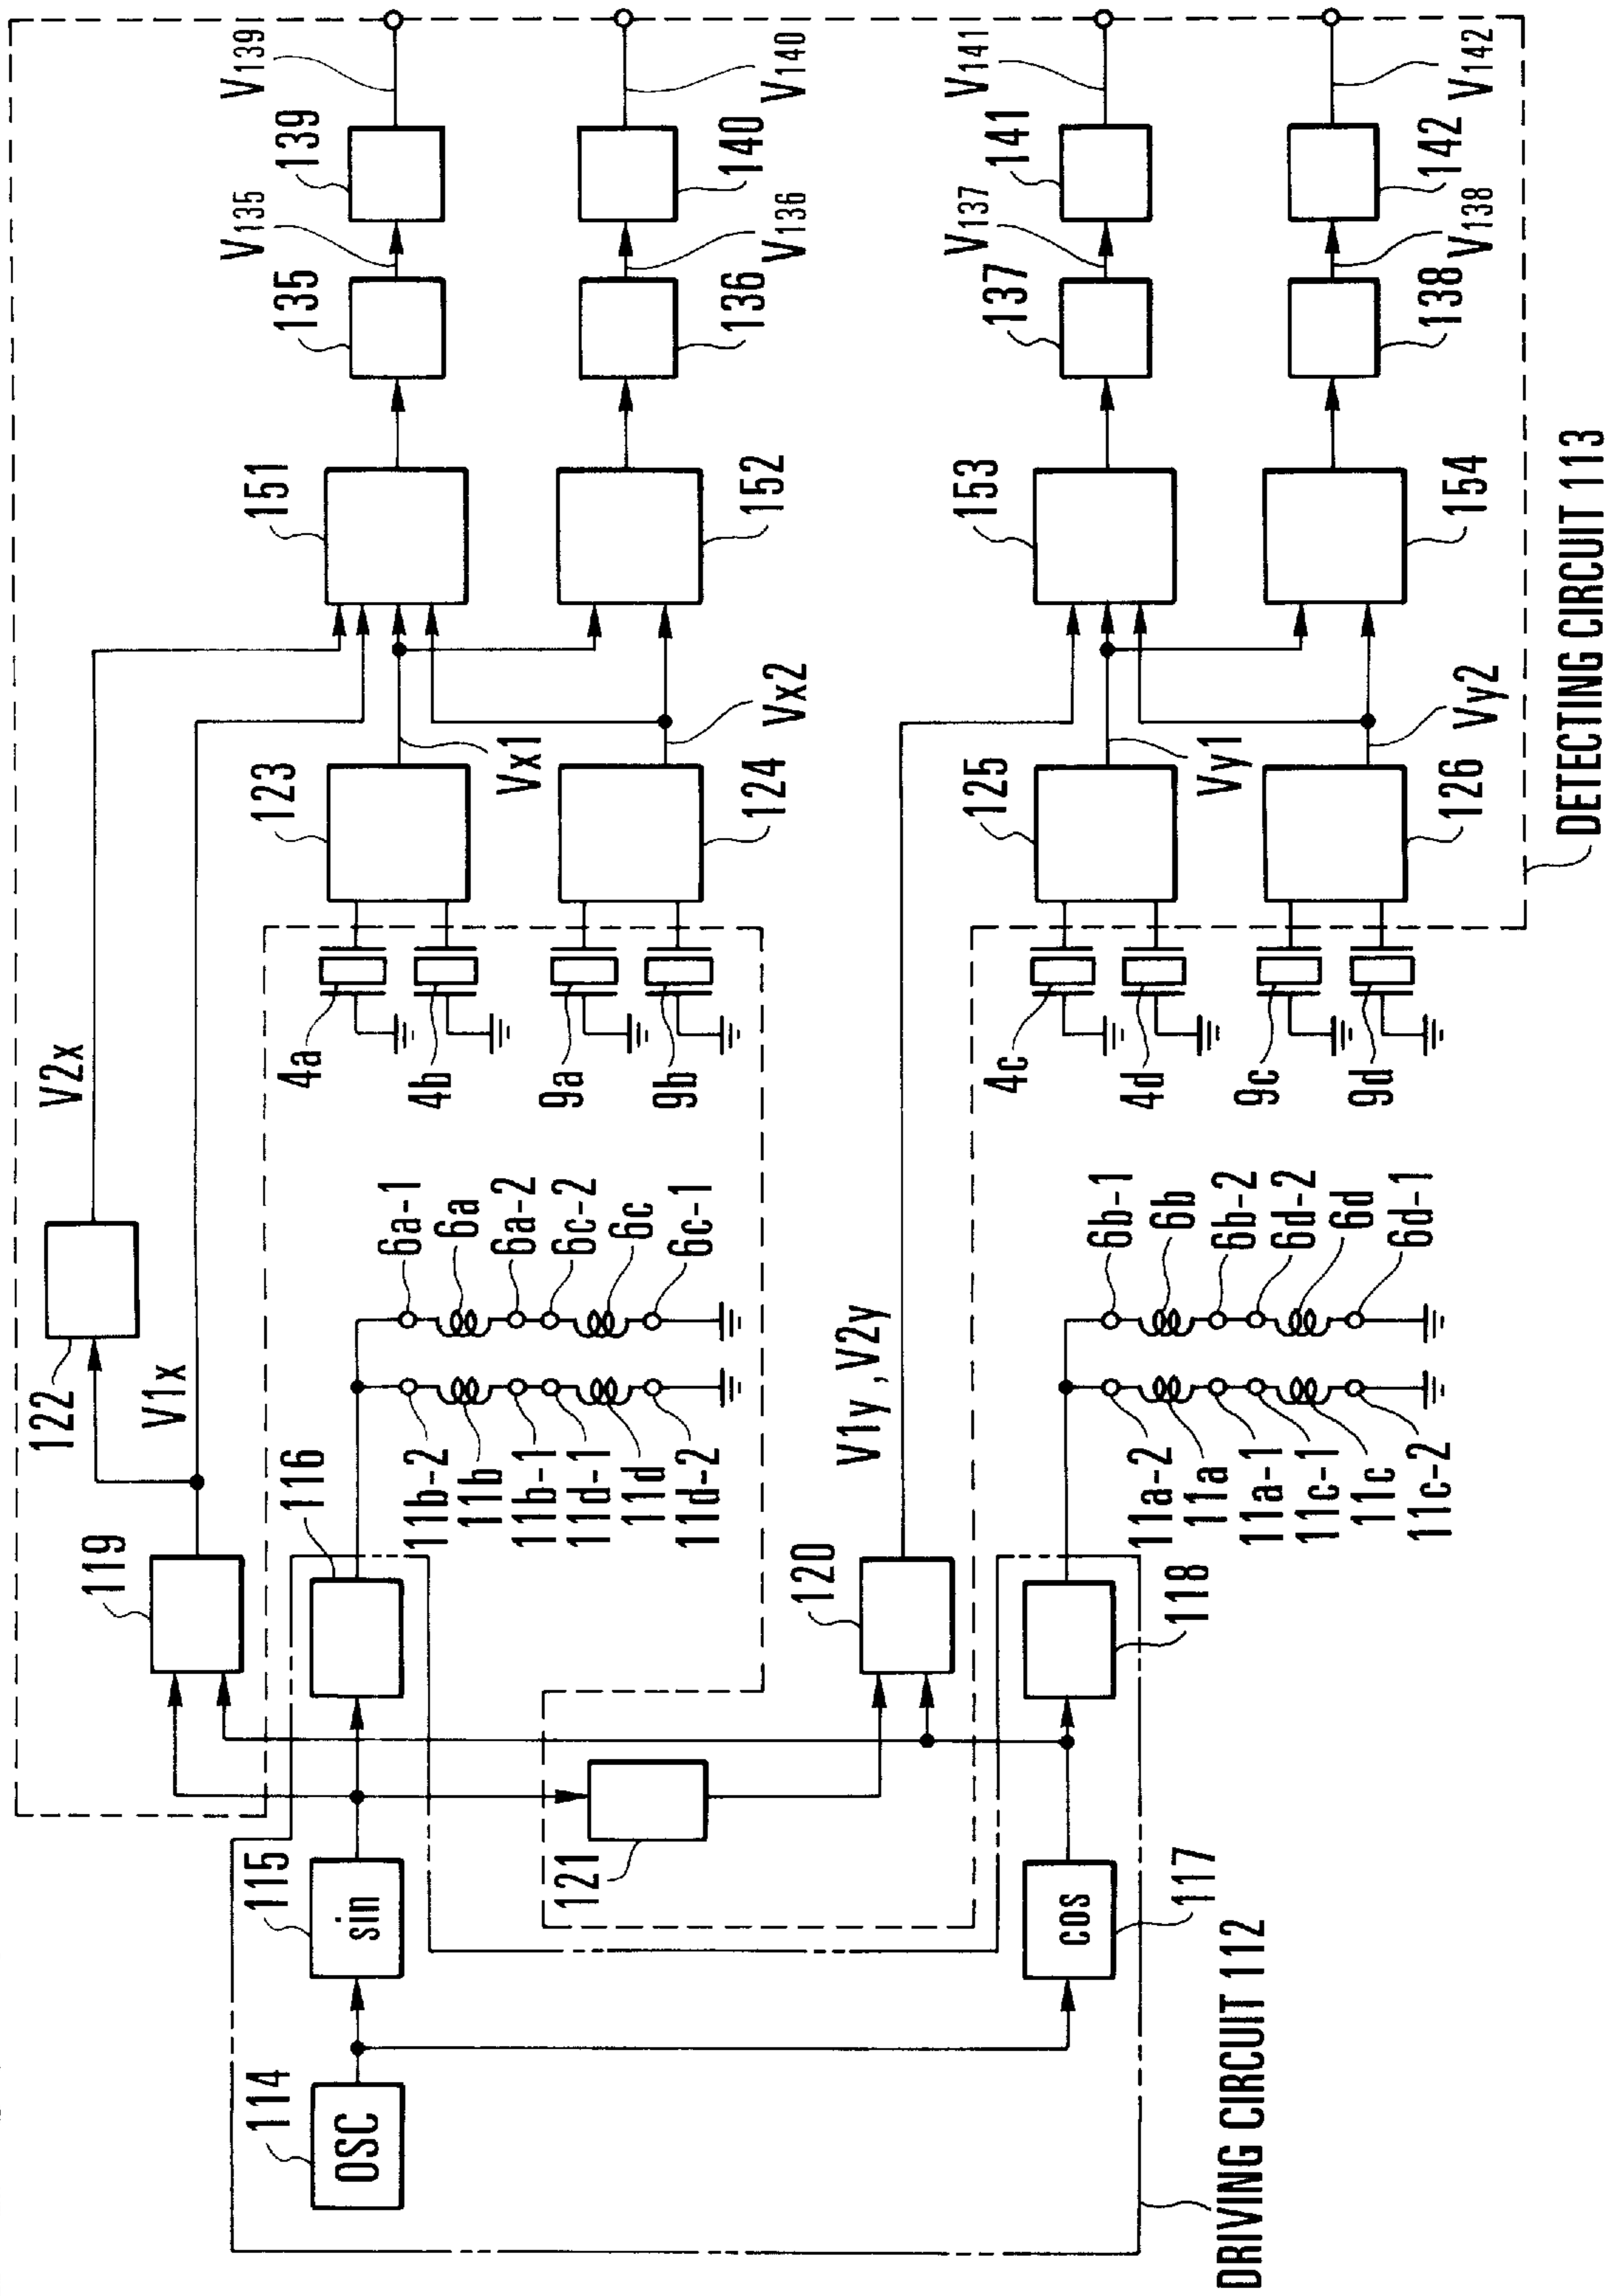 V139
V140
V141
V142
139
140
141
142
V135
V136
V137
V138
135
136
137
138
151
152
153
154
DETECTING CIRCUIT 113
Vx1
Vx2
Vy1
Vy2
123
124
125
126
V2x
4a
4b
9a
9b
4c
4d
9c
9d
122
V1x
6a-1
6a
6a-2
6c-2
6c
6c-1
V1y , V2y
6b-1
6b
6b-2
6d-2
6d
6d-1
11b-2
11b
11b-1
11d-1
11d
11d-2
11a-2
11a
11a-1
11c-1
11c
11c-2
119
116
120
118
121
115
sin
117
cos
114
OSC
DRIVING CIRCUIT 112